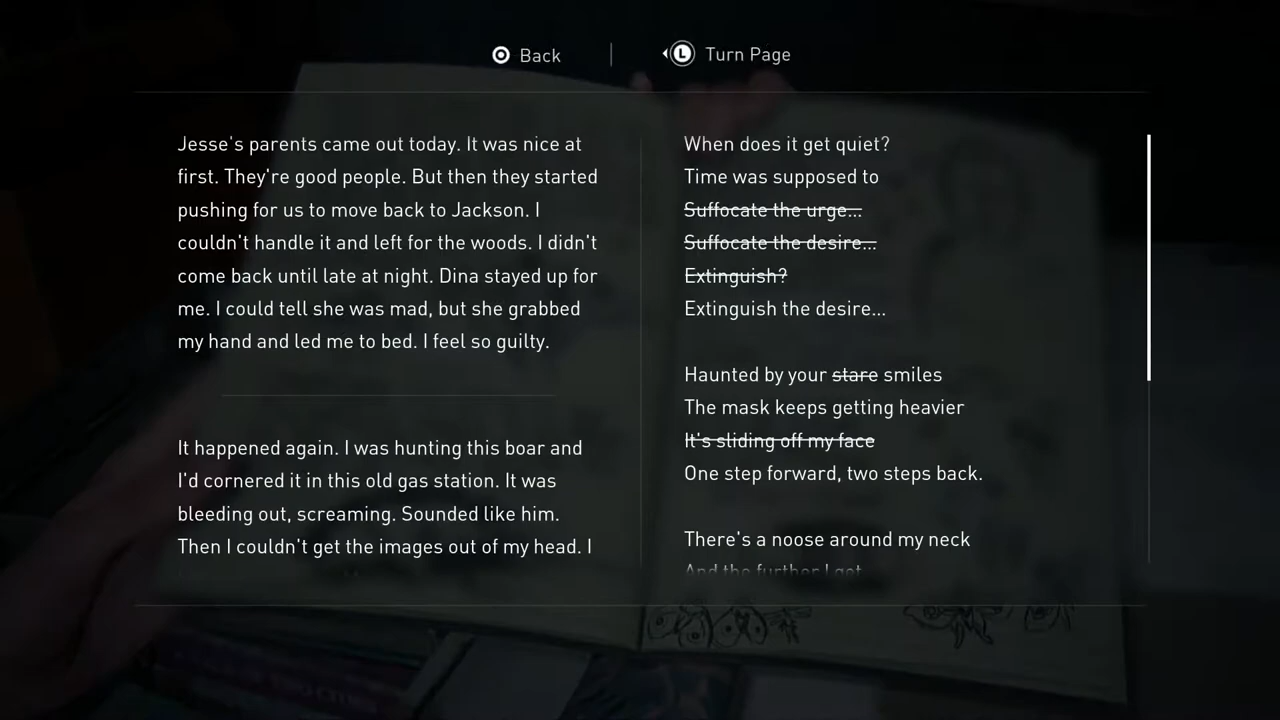 Back
L Turn Page
Jesse's parents came out today. It was nice at
first. They're good people. But then they started
pushing for us to move back to Jackson. I
couldn't handle it and left for the woods. I didn't
come back until late at night. Dina stayed up for
me. I could tell she was mad, but she grabbed
my hand and led me to bed. I feel so guilty.
It happened again. I was hunting this boar and
I'd cornered it in this old gas station. It was
bleeding out, screaming. Sounded like him.
Then I couldn't get the images out of my head. I
When does it get quiet?
Time was supposed to
Suffocate the urge...
Suffocate the desire...
Extinguish?
Extinguish the desire...
Haunted by your stare smiles
The mask keeps getting heavier
It's sliding off my face
One step forward, two steps back.
There's a noose around my neck
And the further I get